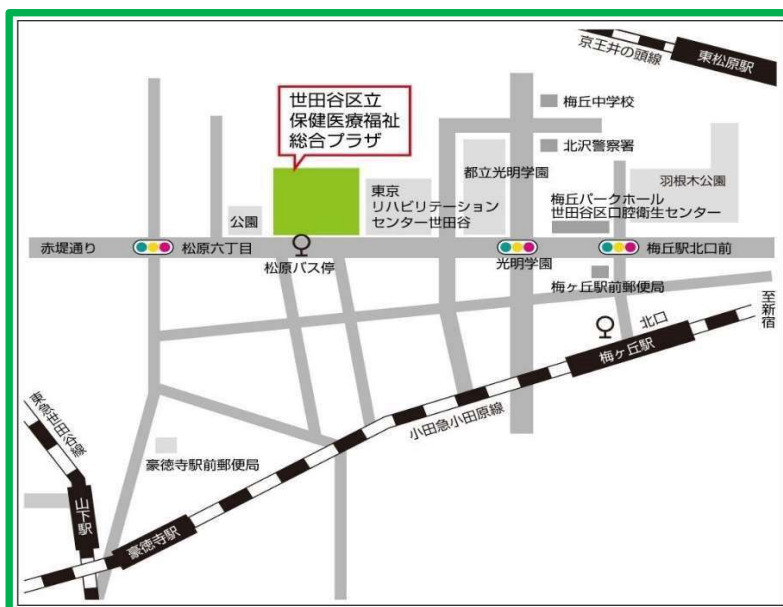 京王井の頭線
東松原駅
世田谷区立
保健医療福祉
総合プラザ
梅丘中学校
北沢警察署
都立光明学園
羽根木公園
東京
リハビリテーション
センター世田谷
公園
梅丘パークホール
世田谷区口腔衛生センター
赤堤通り
松原六丁目
松原バス停
光明学園
梅丘駅北口前
梅ヶ丘駅前郵便局
至新宿
北口
梅ヶ丘駅
小田急小田原線
東急世田谷線
豪徳寺駅前郵便局
山下駅
豪徳寺駅